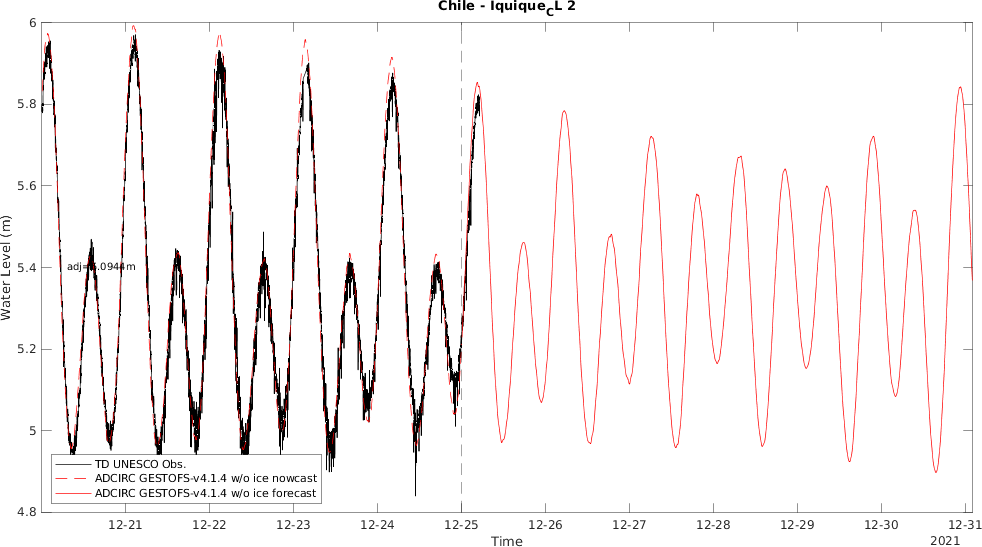 Chile - Iquique_CL 2
6
5.8
5.6
5.4
5.2
5
4.8
Water Level (m)
TD UNESCO Obs.
ADCIRC GESTOFS-v4.1.4 w/o ice nowcast
ADCIRC GESTOFS-v4.1.4 w/o ice forecast
12-21 12-22 12-23 12-24 12-25 12-26 12-27 12-28 12-29 12-30 12-31
Time
2021